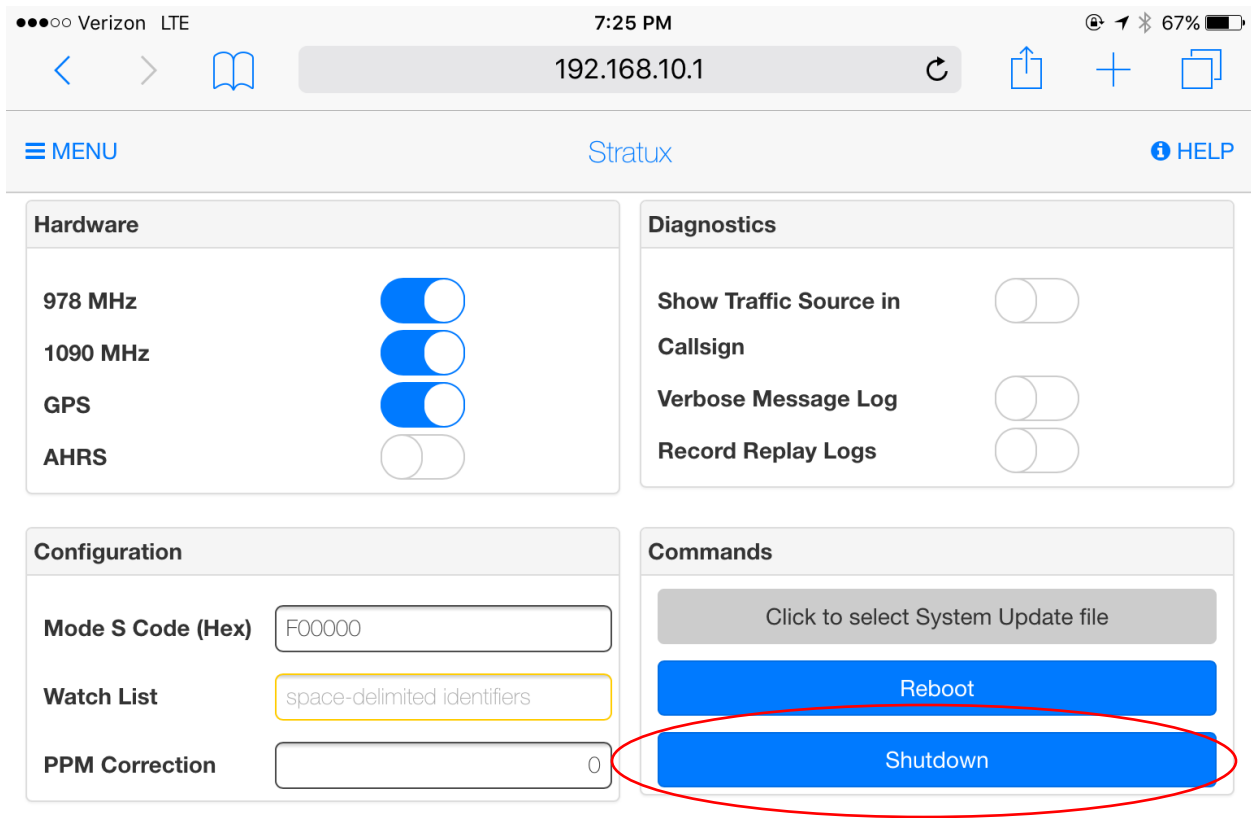 Verizon LTE 7:25 PM 67%
192.168.10.1
MENU Stratux HELP
Hardware
978 MHz
1090 MHz
GPS
AHRS
Diagnostics
Show Traffic Source in
Callsign
Verbose Message Log
Record Replay Logs
Configuration
Mode S Code (Hex) F00000
Watch List space-delimited identifiers
PPM Correction 0
Commands
Click to select System Update file
Reboot
Shutdown